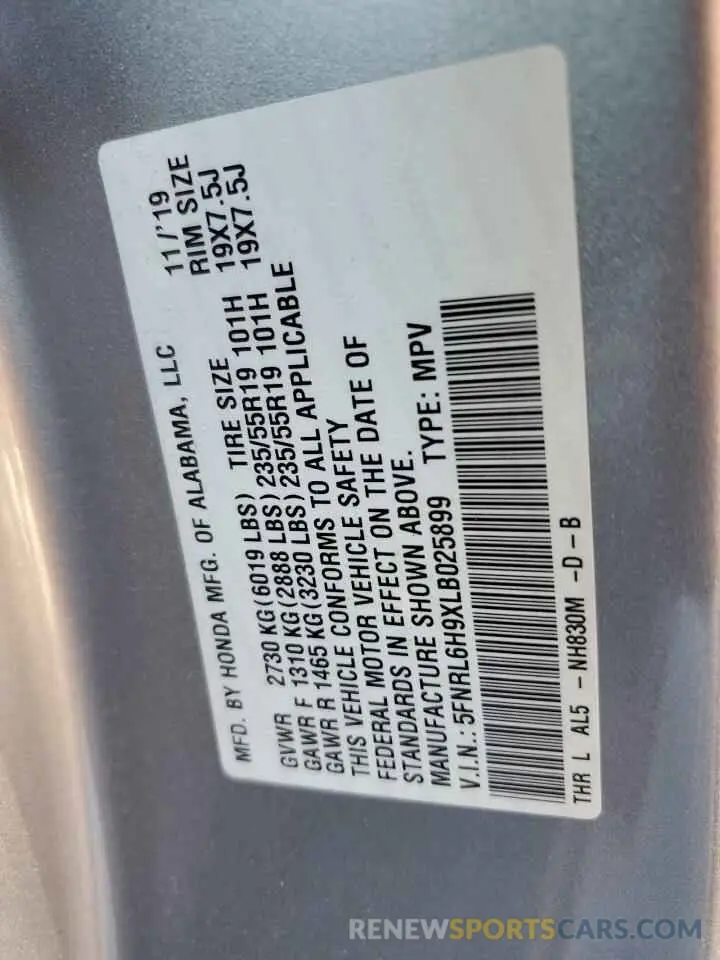 MFD. BY HONDA MFG. OF ALABAMA, LLC 11/'19
GVWR 2730 KG(6019 LBS) TIRE SIZE RIM SIZE
GAWR F 1310 KG(2888 LBS) 235/55R19 101H 19X7.5J
GAWR R 1465 KG(3230 LBS) 235/55R19 101H 19X7.5J
THIS VEHICLE CONFORMS TO ALL APPLICABLE
FEDERAL MOTOR VEHICLE SAFETY
STANDARDS IN EFFECT ON THE DATE OF
MANUFACTURE SHOWN ABOVE.
V.I.N.: 5FNRL6H9XLB025899 TYPE: MPV
THR L AL5 - NH830M -D-B
RENEWSPORTSCARS.COM